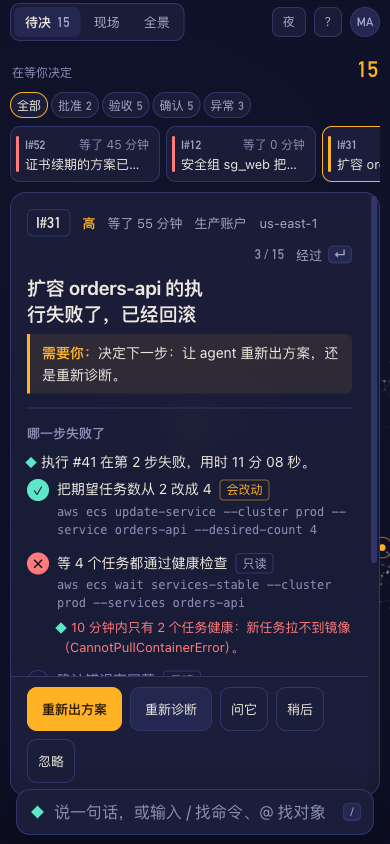 待决 15 现场 全景 夜 ? MA
在等你决定 15
全部 批准 2 验收 5 确认 5 异常 3
I#52 等了 45 分钟 I#12 等了 0 分钟 I#31
证书续期的方案已... 安全组 sg_web 把... 扩容
I#31 高 等了 55 分钟 生产账户 us-east-1
3 / 15 经过 ↵
扩容 orders-api 的执
行失败了，已经回滚
需要你：决定下一步：让 agent 重新出方案，还
是重新诊断。
哪一步失败了
执行 #41 在第 2 步失败，用时 11 分 08 秒。
把期望任务数从 2 改成 4 会改动
aws ecs update-service --cluster prod --
service orders-api --desired-count 4
等 4 个任务都通过健康检查 只读
aws ecs wait services-stable --cluster
prod --services orders-api
10 分钟内只有 2 个任务健康：新任务拉不到镜像
（CannotPullContainerError）。
重新出方案 重新诊断 问它 稍后
忽略
说一句话，或输入 / 找命令、@ 找对象 /